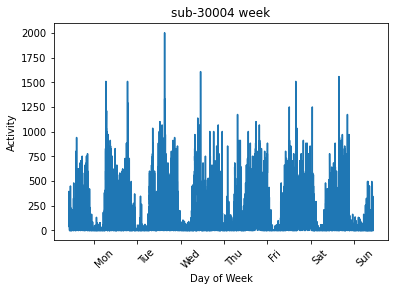 sub-30004 week
2000
1750
1500
1250
1000
750
500
250
0
Activity
Mon
Tue
Wed
Thu
Fri
Sat
Sun
Day of Week